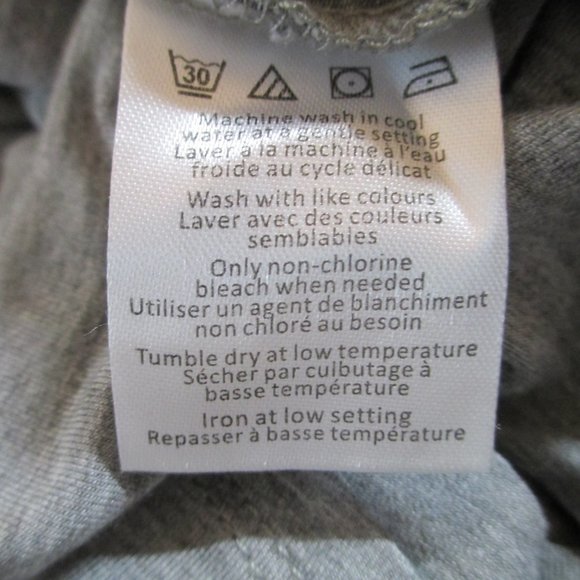 30
Machine wash in cool
water at a gentle setting
Laver à la machine à l'eau
froide au cycle délicat
Wash with like colours
Laver avec des couleurs
semblables
Only non-chlorine
bleach when needed
Utiliser un agent de blanchiment
non chloré au besoin
Tumble dry at low temperature
Sécher par culbutage à
basse température
Iron at low setting
Repasser à basse température